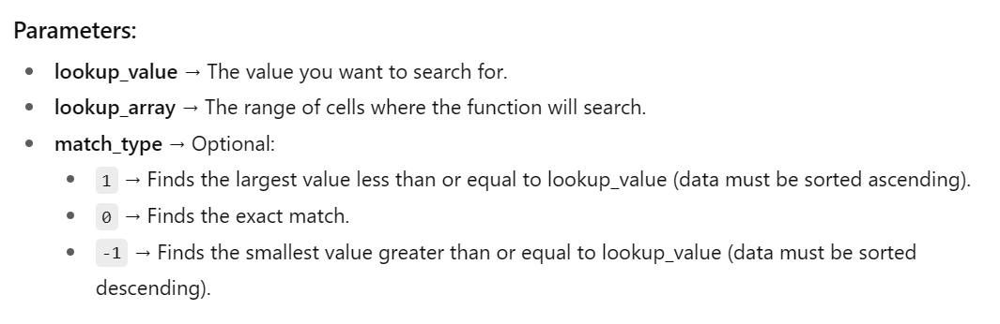 Parameters:
• lookup_value → The value you want to search for.
• lookup_array → The range of cells where the function will search.
• match_type → Optional:
• 1 → Finds the largest value less than or equal to lookup_value (data must be sorted ascending).
• 0 → Finds the exact match.
• -1 → Finds the smallest value greater than or equal to lookup_value (data must be sorted
descending).